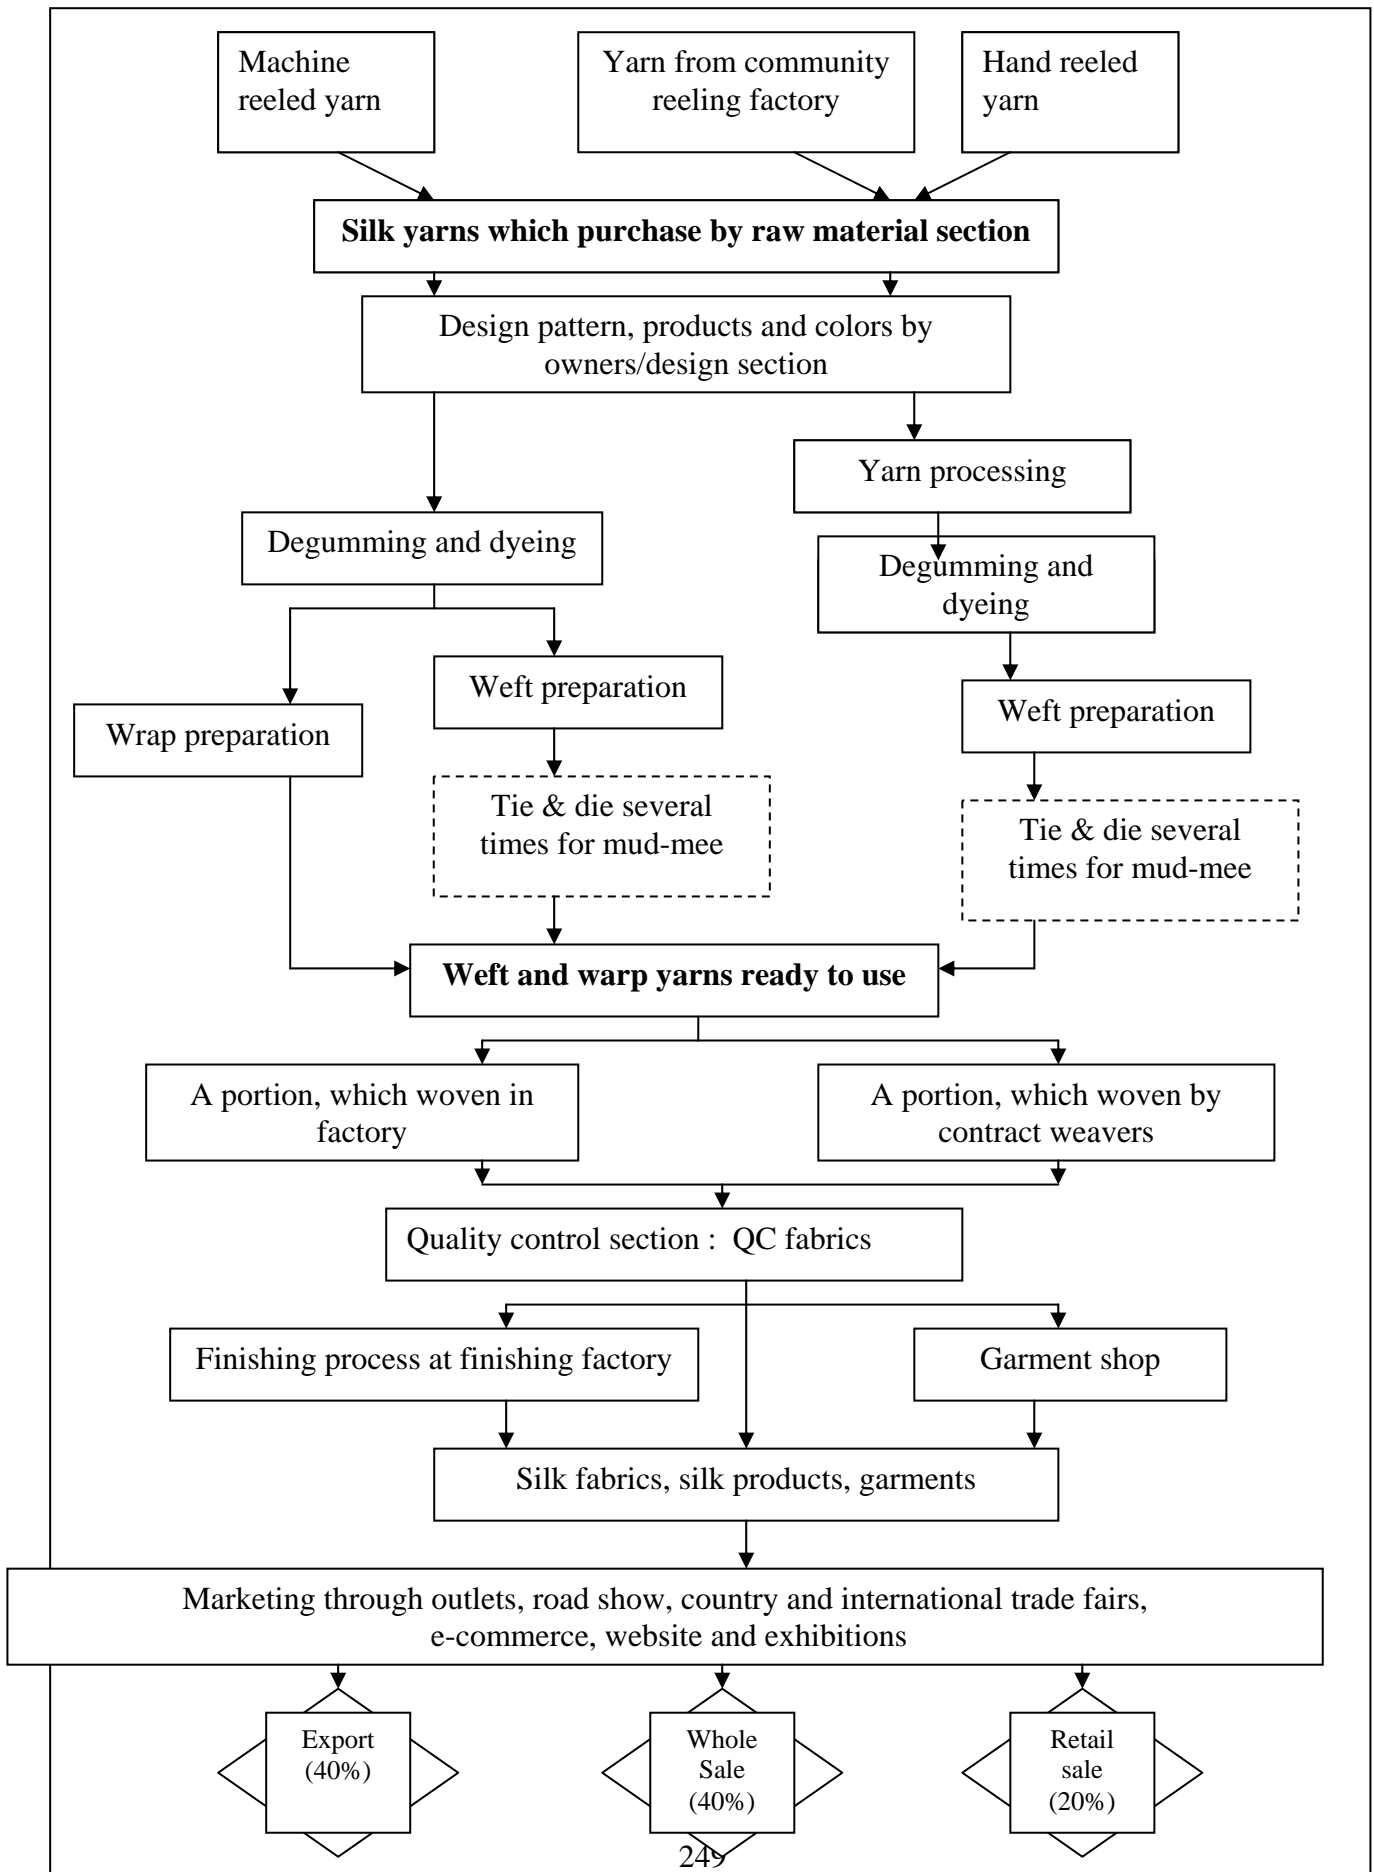 Machine
reeled yarn
Yarn from community
reeling factory
Hand reeled
yarn
Silk yarns which purchase by raw material section
Design pattern, products and colors by
owners/design section
Yarn processing
Degumming and dyeing
Degumming and
dyeing
Weft preparation
Weft preparation
Wrap preparation
Tie & die several
times for mud-mee
Tie & die several
times for mud-mee
Weft and warp yarns ready to use
A portion, which woven in
factory
A portion, which woven by
contract weavers
Quality control section :  QC fabrics
Finishing process at finishing factory
Garment shop
Silk fabrics, silk products, garments
Marketing through outlets, road show, country and international trade fairs,
e-commerce, website and exhibitions
Export
(40%)
Whole
Sale
(40%)
Retail
sale
(20%)
249